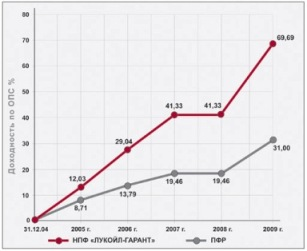 Доходность по ОПС %
80
70
60
50
40
30
20
10
0
69,69
41,33
41,33
29,04
12,03
31,00
19,46
19,46
13,79
8,71
31.12.04
2005 г.
2006 г.
2007 г.
2008 г.
2009 г.
НПФ «ЛУКОЙЛ-ГАРАНТ»
ПФР